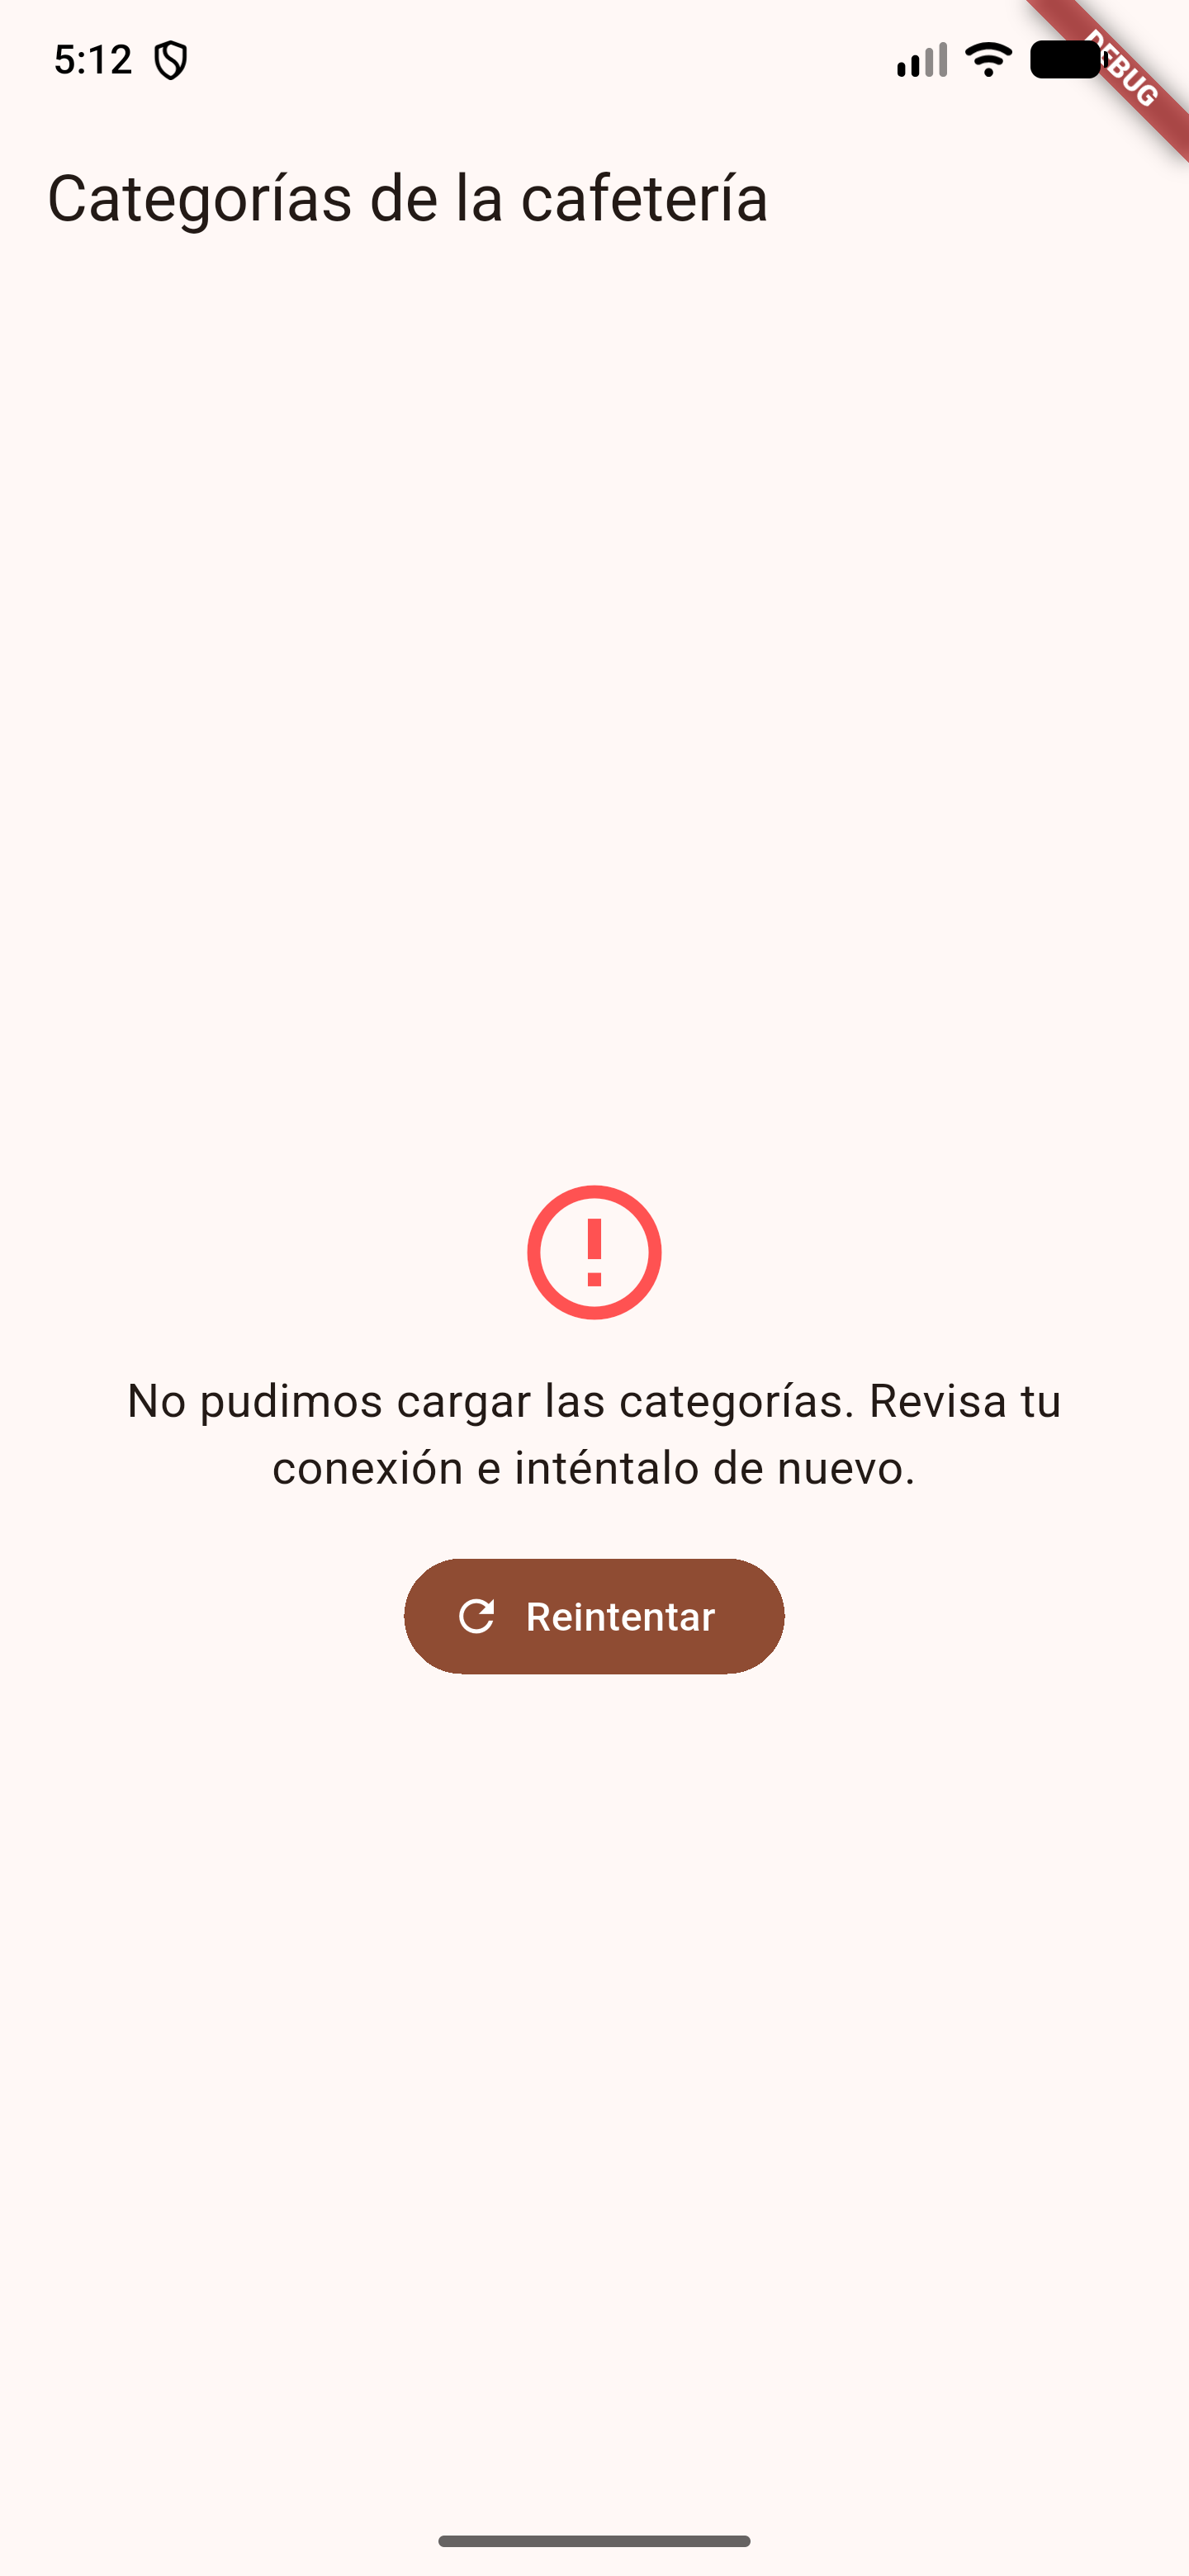 5:12
DEBUG
Categorías de la cafetería
No pudimos cargar las categorías. Revisa tu
conexión e inténtalo de nuevo.
Reintentar